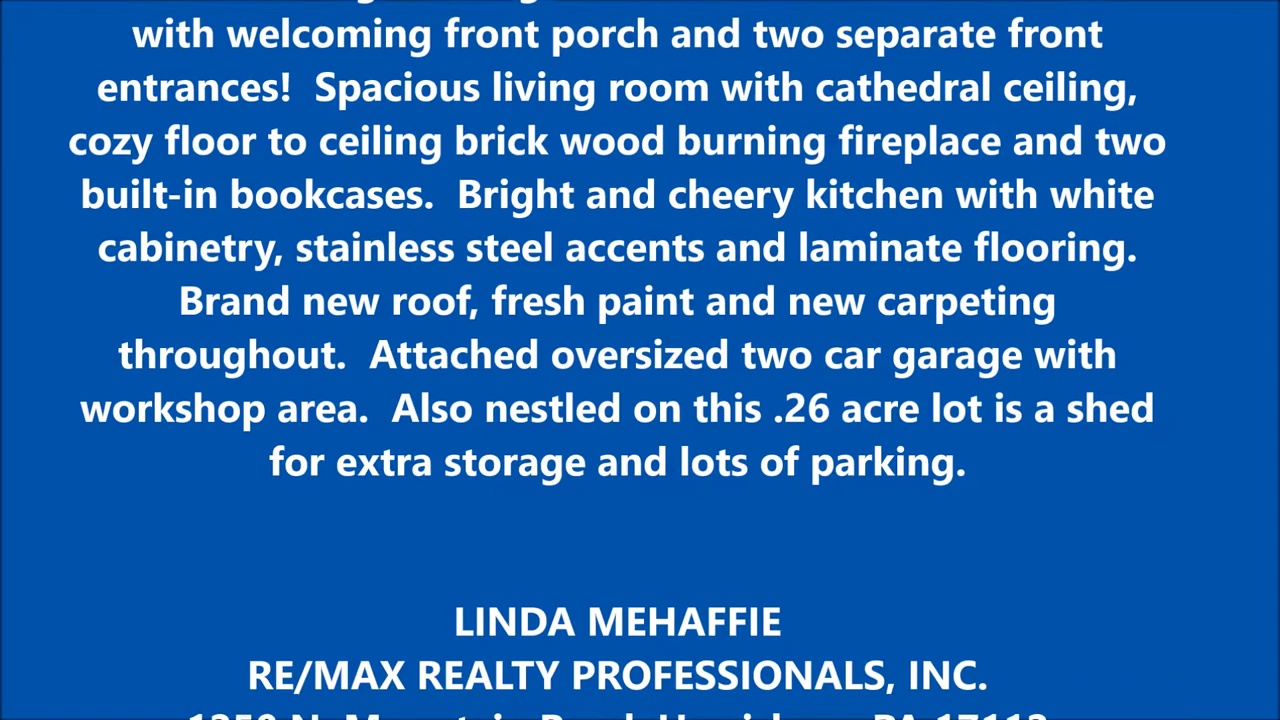 with welcoming front porch and two separate front
entrances! Spacious living room with cathedral ceiling,
cozy floor to ceiling brick wood burning fireplace and two
built-in bookcases. Bright and cheery kitchen with white
cabinetry, stainless steel accents and laminate flooring.
Brand new roof, fresh paint and new carpeting
throughout. Attached oversized two car garage with
workshop area. Also nestled on this .26 acre lot is a shed
for extra storage and lots of parking.
LINDA MEHAFFIE
RE/MAX REALTY PROFESSIONALS, INC.